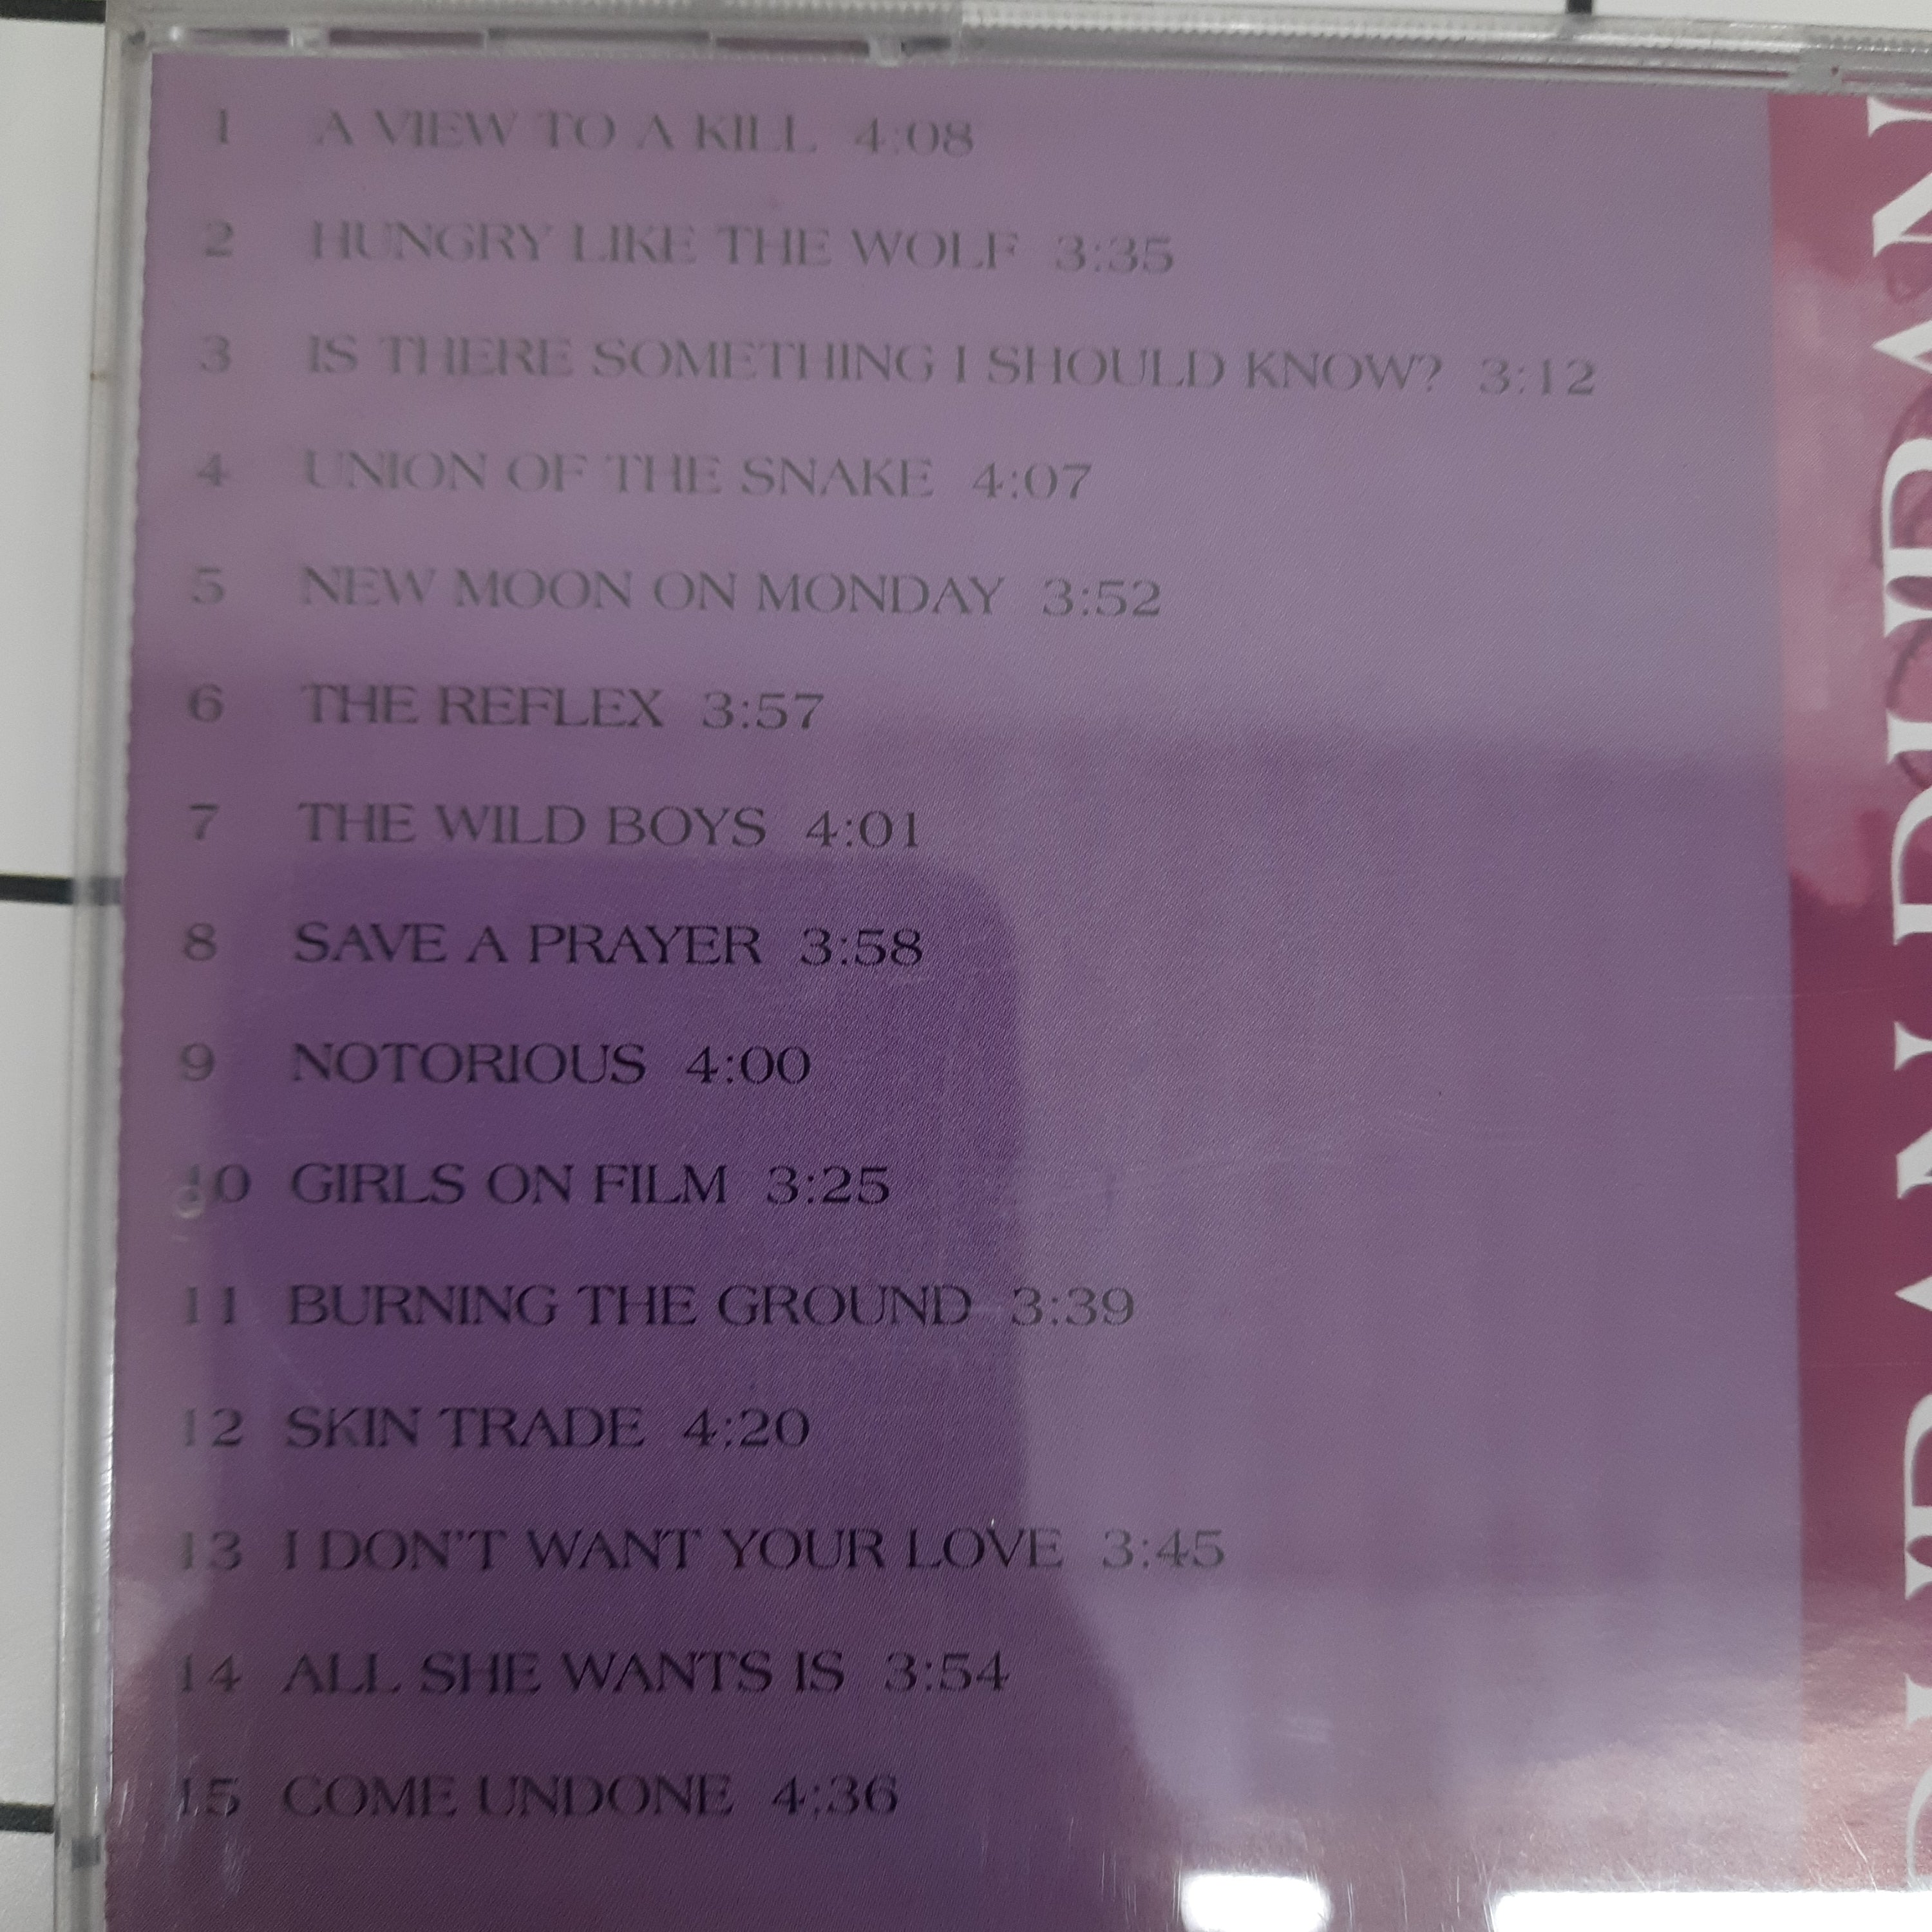 1 A VIEW TO A KILL 4:08
2 HUNGRY LIKE THE WOLF 3:35
3 IS THERE SOMETHING I SHOULD KNOW? 3:12
4 UNION OF THE SNAKE 4:07
5 NEW MOON ON MONDAY 3:52
6 THE REFLEX 3:57
7 THE WILD BOYS 4:01
8 SAVE A PRAYER 3:58
9 NOTORIOUS 4:00
10 GIRLS ON FILM 3:25
11 BURNING THE GROUND 3:39
12 SKIN TRADE 4:20
13 I DON'T WANT YOUR LOVE 3:45
14 ALL SHE WANTS IS 3:54
15 COME UNDONE 4:36
DURAN DURAN